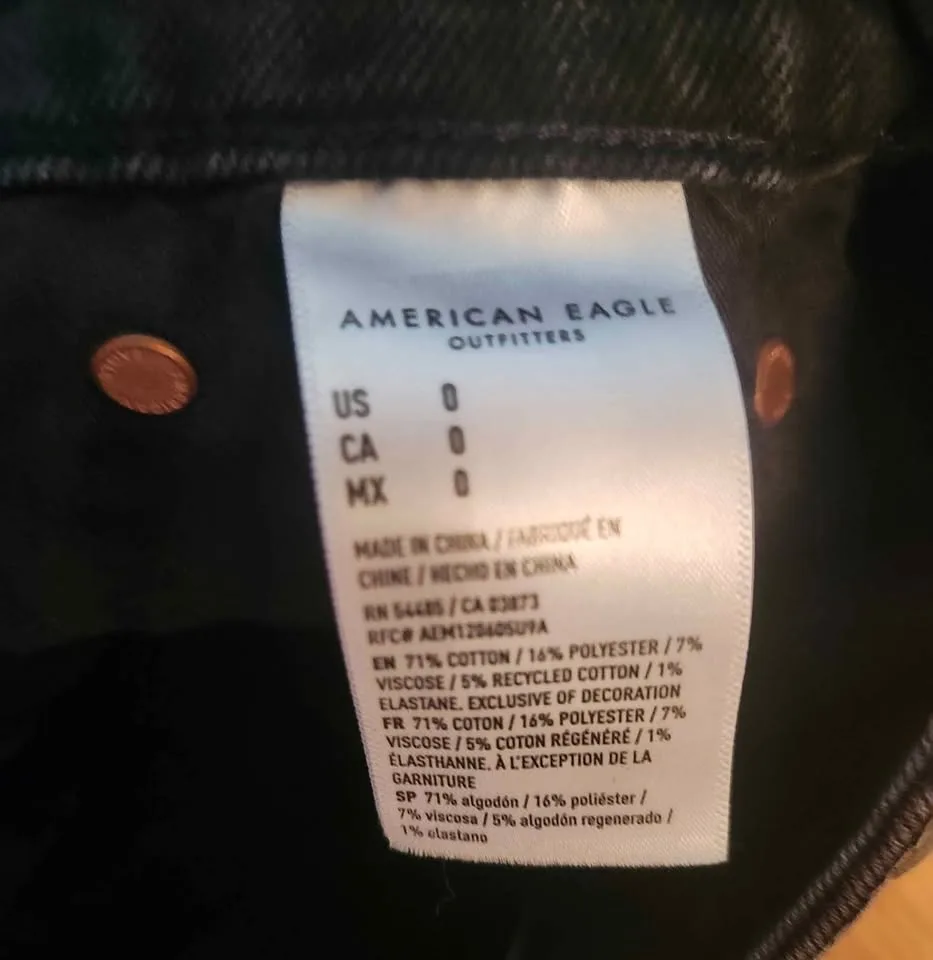 AMERICAN EAGLE
OUTFITTERS
US 0
CA 0
MX 0
MADE IN CHINA / FABRIQUÉ EN
CHINE / HECHO EN CHINA
RN 54485 / CA 03873
RFC# AEM120605U9A
EN 71% COTTON / 16% POLYESTER / 7%
VISCOSE / 5% RECYCLED COTTON / 1%
ELASTANE. EXCLUSIVE OF DECORATION
FR 71% COTON / 16% POLYESTER / 7%
VISCOSE / 5% COTON RÉGÉNÉRÉ / 1%
ÉLASTHANNE. À L'EXCEPTION DE LA
GARNITURE
SP 71% algodón / 16% poliéster /
7% viscosa / 5% algodón regenerado /
1% elastano